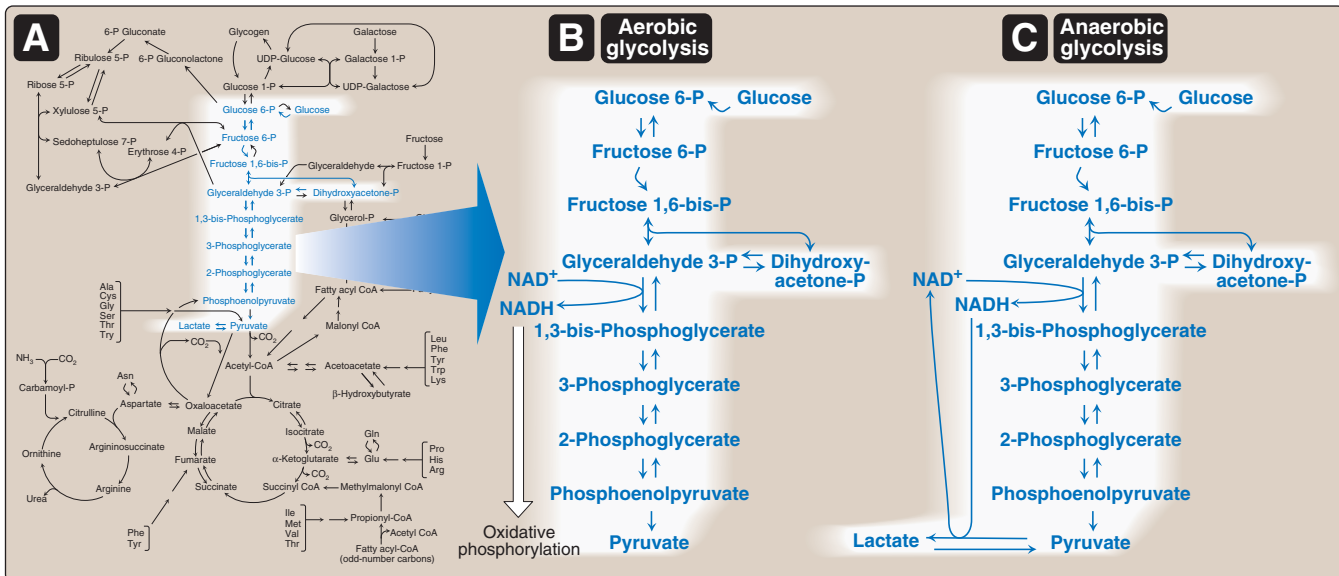 A
6-P Gluconate
Ribulose 5-P
6-P Gluconolactone
Ribose 5-P
Xylulose 5-P
Sedoheptulose 7-P
Erythrose 4-P
Glyceraldehyde 3-P
Glycogen
Galactose
UDP-Glucose
Galactose 1-P
Glucose 1-P
UDP-Galactose
Glucose 6-P
Glucose
Fructose 6-P
Fructose
Fructose 1,6-bis-P
Glyceraldehyde
Fructose 1-P
Glyceraldehyde 3-P
Dihydroxyacetone-P
1,3-bis-Phosphoglycerate
Glycerol-P
3-Phosphoglycerate
2-Phosphoglycerate
Fatty acyl CoA
Phosphoenolpyruvate
Malonyl CoA
Ala
Cys
Gly
Ser
Thr
Try
Lactate
Pyruvate
CO2
CO2
Acetyl-CoA
Acetoacetate
Leu
Phe
Tyr
Trp
Lys
β-Hydroxybutyrate
NH3
CO2
Carbamoyl-P
Asn
Aspartate
Oxaloacetate
Citrate
Citrulline
Malate
Isocitrate
CO2
Gln
Argininosuccinate
Ornithine
Fumarate
α-Ketoglutarate
Glu
Pro
His
Arg
CO2
Arginine
Succinate
Succinyl CoA
Methylmalonyl CoA
Urea
Phe
Tyr
Ile
Met
Val
Thr
Propionyl-CoA
Acetyl CoA
Fatty acyl-CoA
(odd-number carbons)
B
Aerobic
glycolysis
Glucose 6-P
Glucose
Fructose 6-P
Fructose 1,6-bis-P
Glyceraldehyde 3-P
Dihydroxy-
acetone-P
NAD+
NADH
1,3-bis-Phosphoglycerate
3-Phosphoglycerate
2-Phosphoglycerate
Phosphoenolpyruvate
Pyruvate
Oxidative
phosphorylation
C
Anaerobic
glycolysis
Glucose 6-P
Glucose
Fructose 6-P
Fructose 1,6-bis-P
Glyceraldehyde 3-P
Dihydroxy-
acetone-P
NAD+
NADH
1,3-bis-Phosphoglycerate
3-Phosphoglycerate
2-Phosphoglycerate
Phosphoenolpyruvate
Lactate
Pyruvate